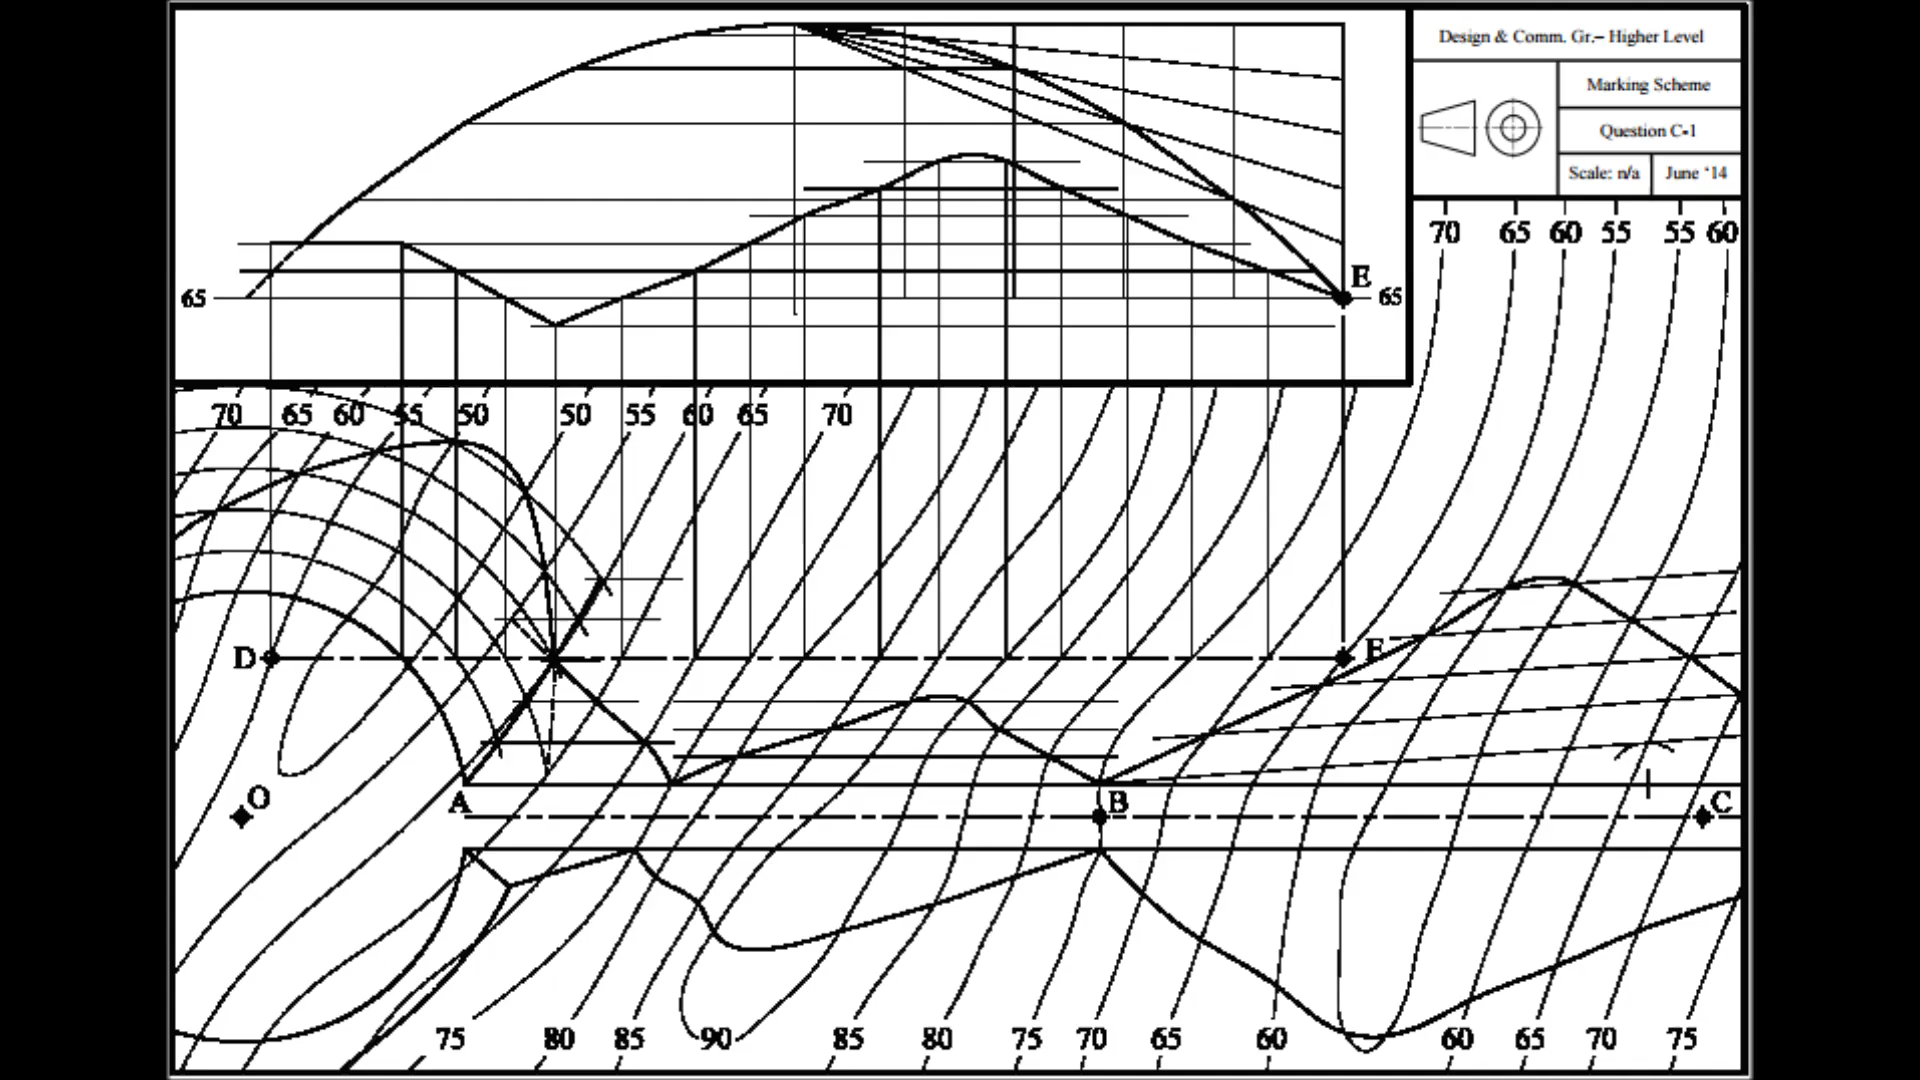 Design & Comm. Gr.– Higher Level
Marking Scheme
Question C-1
Scale: n/a June ‘14
70 65 60 55 55 60
E
65 65
70 65 60 55 50 50 55 60 65 70
D E
O A B C
75 80 85 90 85 80 75 70 65 60 60 65 70 75